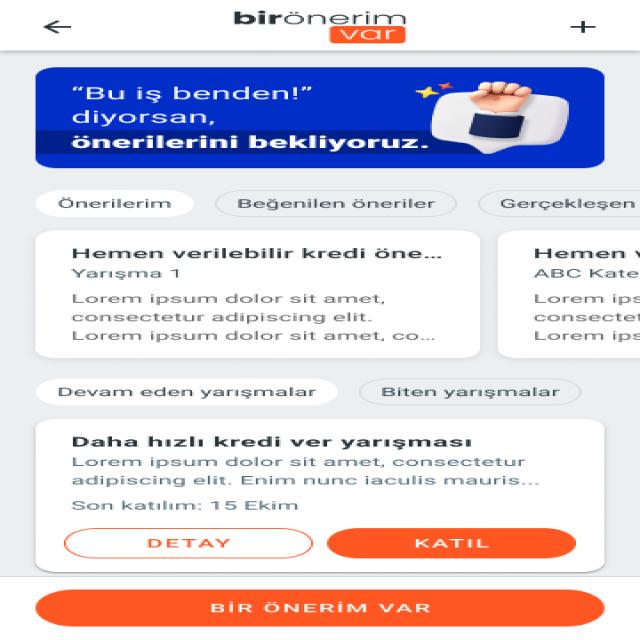 birönerim
var
“Bu iş benden!”
diyorsan,
önerilerini bekliyoruz.
Önerilerim
Beğenilen öneriler
Gerçekleşen
Hemen verilebilir kredi öne...
Yarışma 1
Lorem ipsum dolor sit amet,
consectetur adipiscing elit.
Lorem ipsum dolor sit amet, co...
Hemen
ABC Kate
Lorem ips
consectet
Lorem ips
Devam eden yarışmalar
Biten yarışmalar
Daha hızlı kredi ver yarışması
Lorem ipsum dolor sit amet, consectetur
adipiscing elit. Enim nunc iaculis mauris...
Son katılım: 15 Ekim
DETAY
KATIL
BİR ÖNERİM VAR